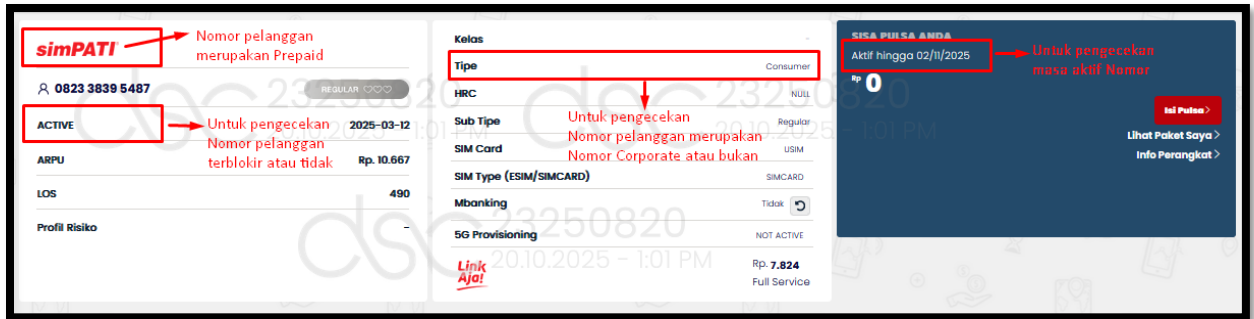 simPATI
Nomor pelanggan
merupakan Prepaid
0823 3839 5487
REGULAR
ACTIVE
2025-03-12
Untuk pengecekan
Nomor pelanggan
terblokir atau tidak
ARPU
Rp. 10.667
LOS
490
Profil Risiko
-
Kelas
-
Tipe
Consumer
HRC
NULL
Untuk pengecekan
Nomor pelanggan merupakan
Nomor Corporate atau bukan
Sub Tipe
Regular
SIM Card
USIM
SIM Type (ESIM/SIMCARD)
SIMCARD
Mbanking
Tidak
5G Provisioning
NOT ACTIVE
Link
Aja!
Rp. 7.824
Full Service
SISA PULSA ANDA
Aktif hingga 02/11/2025
Untuk pengecekan
masa aktif Nomor
Rp 0
Isi Pulsa >
Lihat Paket Saya >
Info Perangkat >
dsc 23250820
20.10.2025 - 1:01 PM